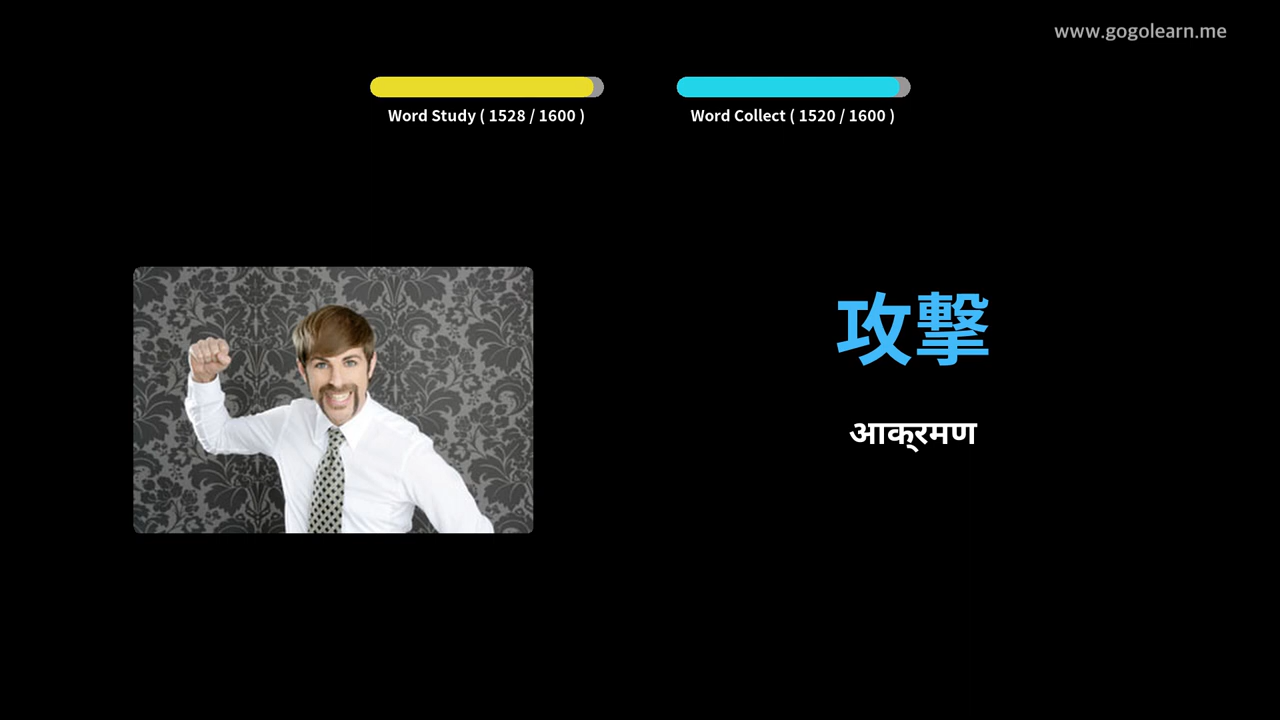 www.gogolearn.me
Word Study ( 1528 / 1600 )
Word Collect ( 1520 / 1600 )
攻撃
आक्रमण